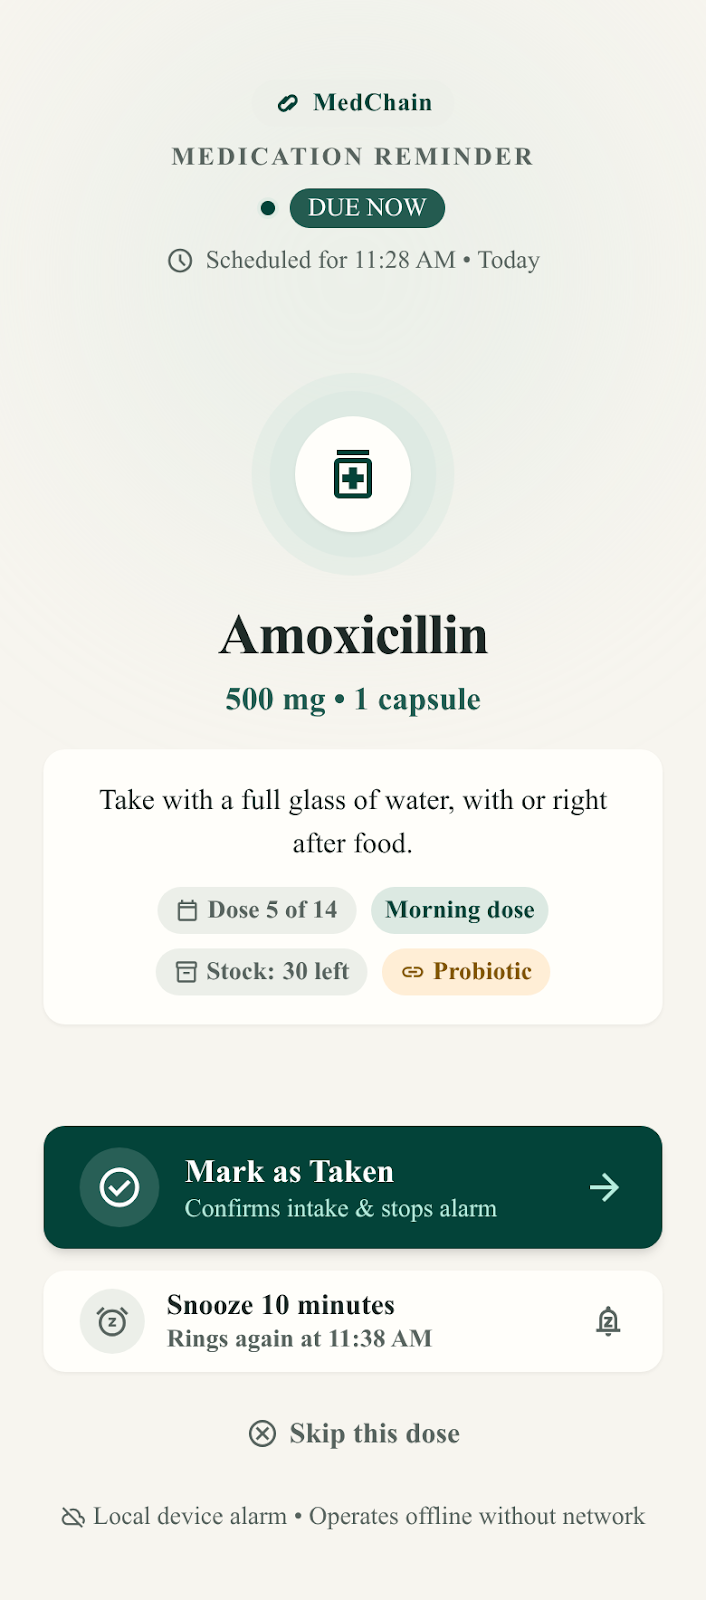 MedChain
MEDICATION REMINDER
DUE NOW
Scheduled for 11:28 AM • Today
Amoxicillin
500 mg • 1 capsule
Take with a full glass of water, with or right
after food.
Dose 5 of 14
Morning dose
Stock: 30 left
Probiotic
Mark as Taken
Confirms intake & stops alarm
Snooze 10 minutes
Rings again at 11:38 AM
Skip this dose
Local device alarm • Operates offline without network